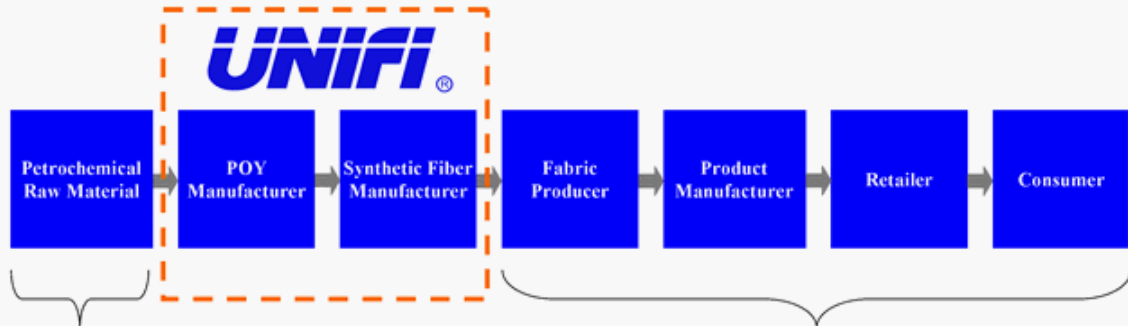 UNIFI®
Petrochemical
Raw Material
POY
Manufacturer
Synthetic Fiber
Manufacturer
Fabric
Producer
Product
Manufacturer
Retailer
Consumer